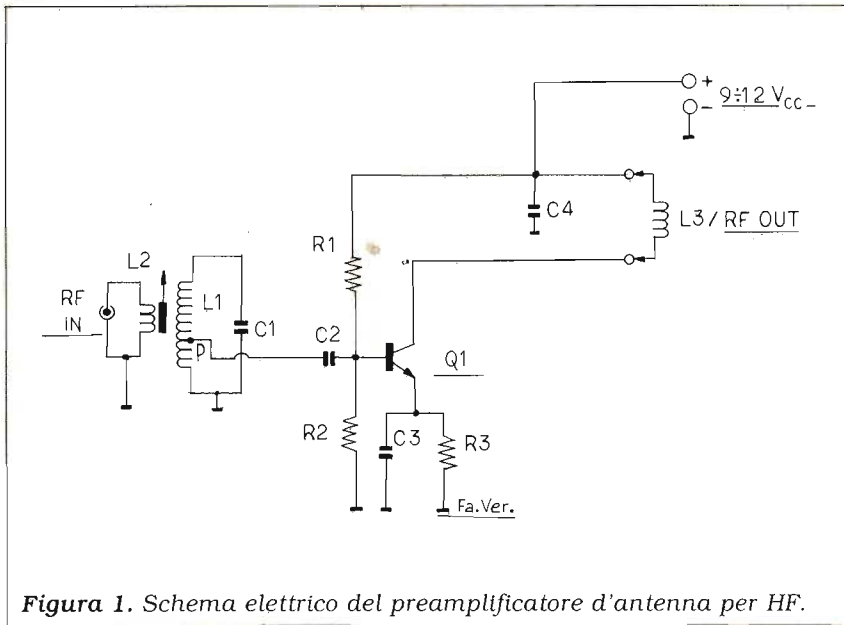 +
9÷12 Vcc
-
C4
L3/RF OUT
R1
L2
L1
RF
IN
C1
P
C2
Q1
R2
C3
R3
Fa.Ver.
Figura 1. Schema elettrico del preamplificatore d'antenna per HF.